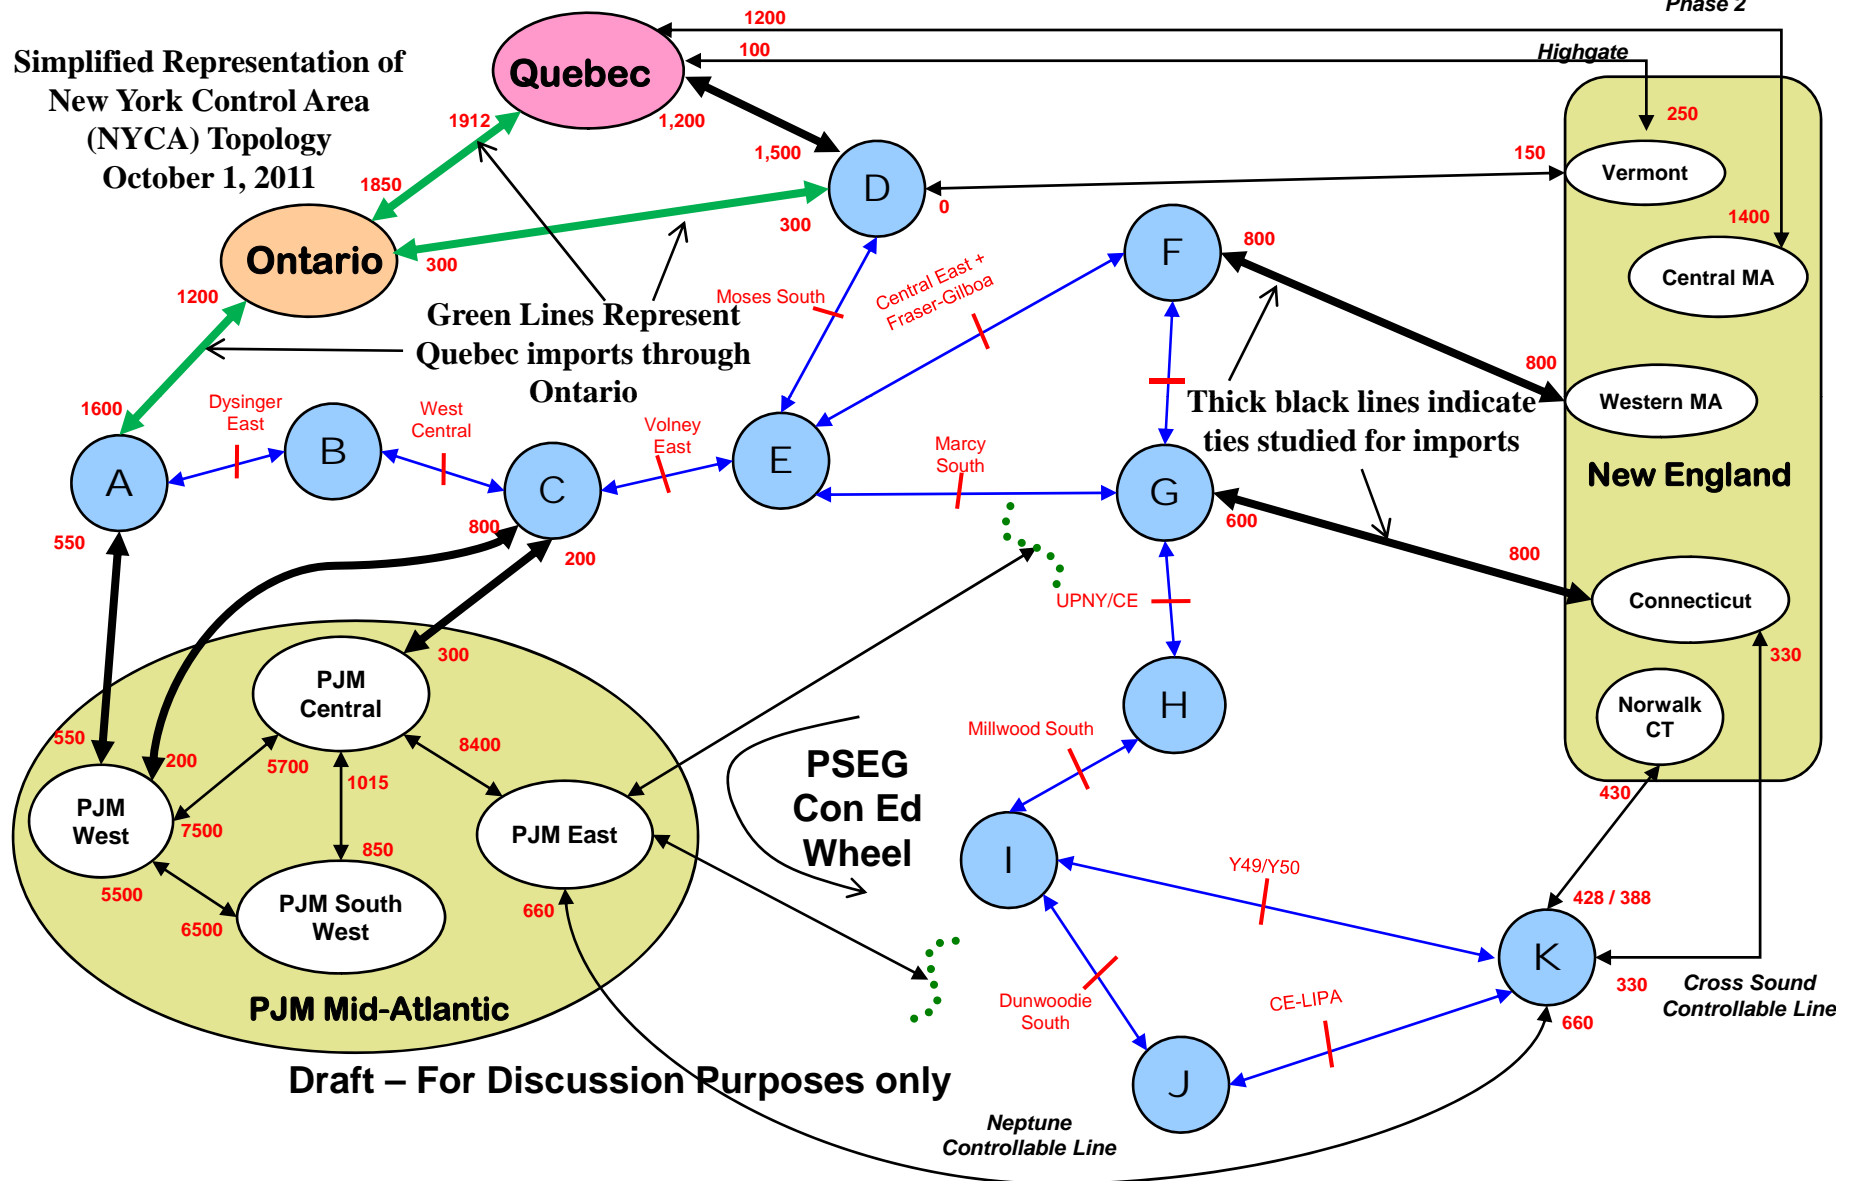 Phase 2
1200
100
Highgate
Simplified Representation of
New York Control Area
(NYCA) Topology
October 1, 2011
Quebec
1912
1,200
1,500
250
150
Vermont
D
0
1850
300
300
Ontario
1200
F
800
1400
Central MA
Moses South
Central East +
Fraser-Gilboa
Green Lines Represent
Quebec imports through
Ontario
800
Western MA
Thick black lines indicate
ties studied for imports
New England
1600
Dysinger
East
West
Central
Volney
East
Marcy
South
A
B
C
E
G
550
800
200
600
800
UPNY/CE
Connecticut
330
PJM
Central
300
H
Norwalk
CT
550
200
5700
1015
8400
Millwood South
PSEG
Con Ed
Wheel
430
PJM
West
7500
PJM East
850
5500
6500
PJM South
West
660
I
Y49/Y50
428 / 388
K
330
Cross Sound
Controllable Line
660
PJM Mid-Atlantic
Dunwoodie
South
CE-LIPA
J
Draft – For Discussion Purposes only
Neptune
Controllable Line